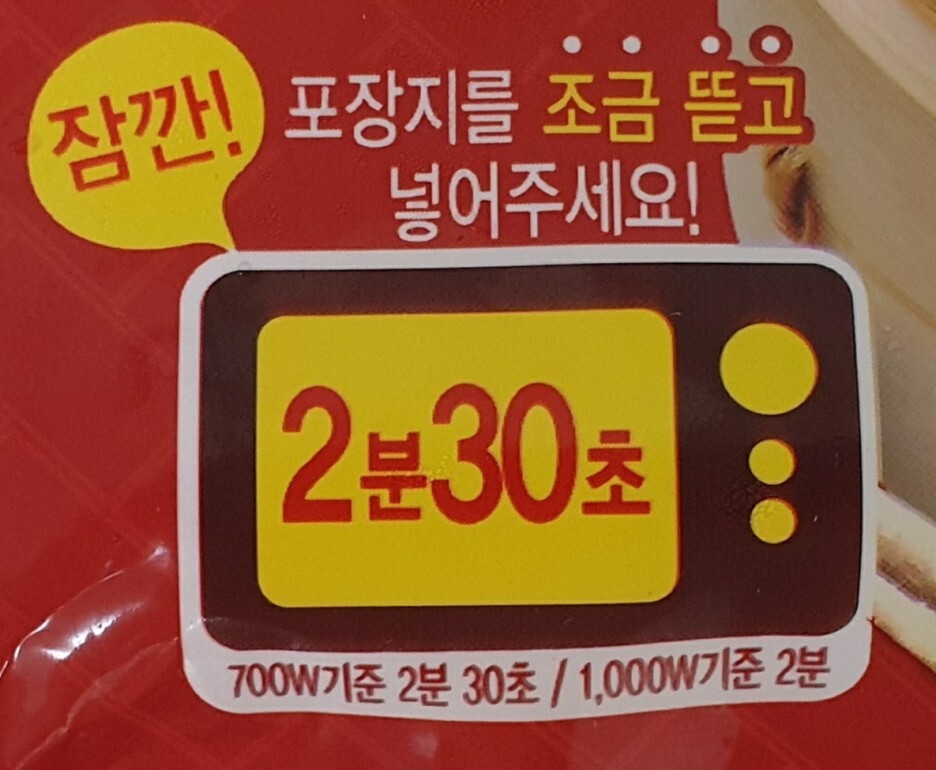 잠깐!
포장지를 조금 뜯고
넣어주세요!
2분30초
700W기준 2분 30초 / 1,000W기준 2분